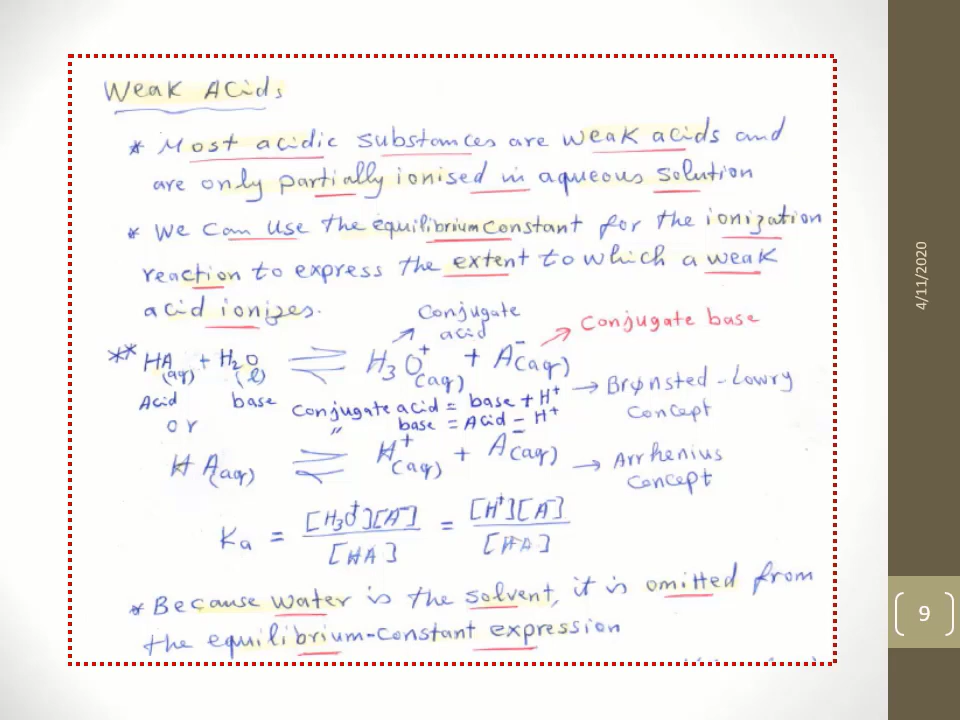 Weak Acids
* Most acidic substances are weak acids and
are only partially ionised in aqueous solution
* We can use the equilibrium constant for the ionization
reaction to express the extent to which a weak
acid ionizes.
Conjugate
acid
Conjugate base
** HA(aq) + H₂O(l) ⇌ H₃O⁺(aq) + A⁻(aq)
Acid base
→ Brønsted-Lowry
Concept
Conjugate acid = base + H⁺
" base = Acid - H⁺
or
HA(aq) ⇌ H⁺(aq) + A⁻(aq)
→ Arrhenius
Concept
Ka = [H₃O⁺][A⁻] / [HA] = [H⁺][A⁻] / [HA]
* Because water is the solvent, it is omitted from
the equilibrium-constant expression
4/11/2020
9